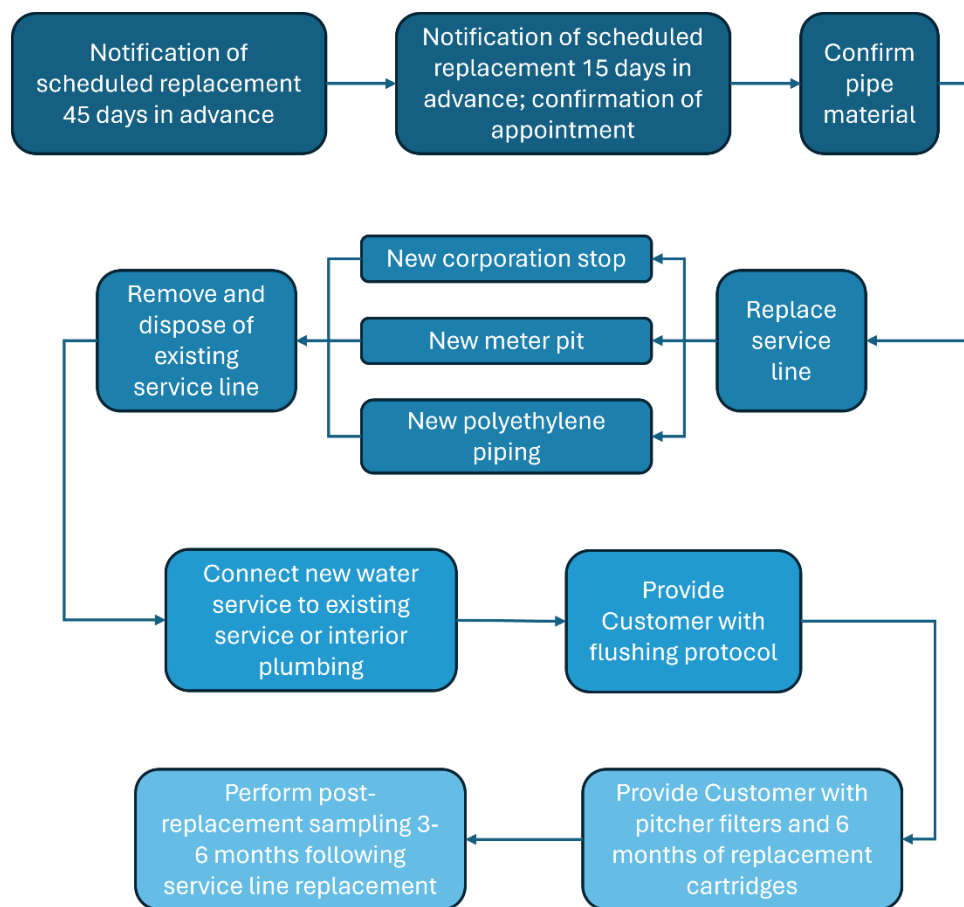 Notification of
scheduled replacement
45 days in advance
Notification of scheduled
replacement 15 days in
advance; confirmation of
appointment
Confirm
pipe
material
Replace
service
line
New corporation stop
New meter pit
New polyethylene
piping
Remove and
dispose of
existing
service line
Connect new water
service to existing
service or interior
plumbing
Provide
Customer with
flushing protocol
Provide Customer with
pitcher filters and 6
months of replacement
cartridges
Perform post-
replacement sampling 3-
6 months following
service line replacement